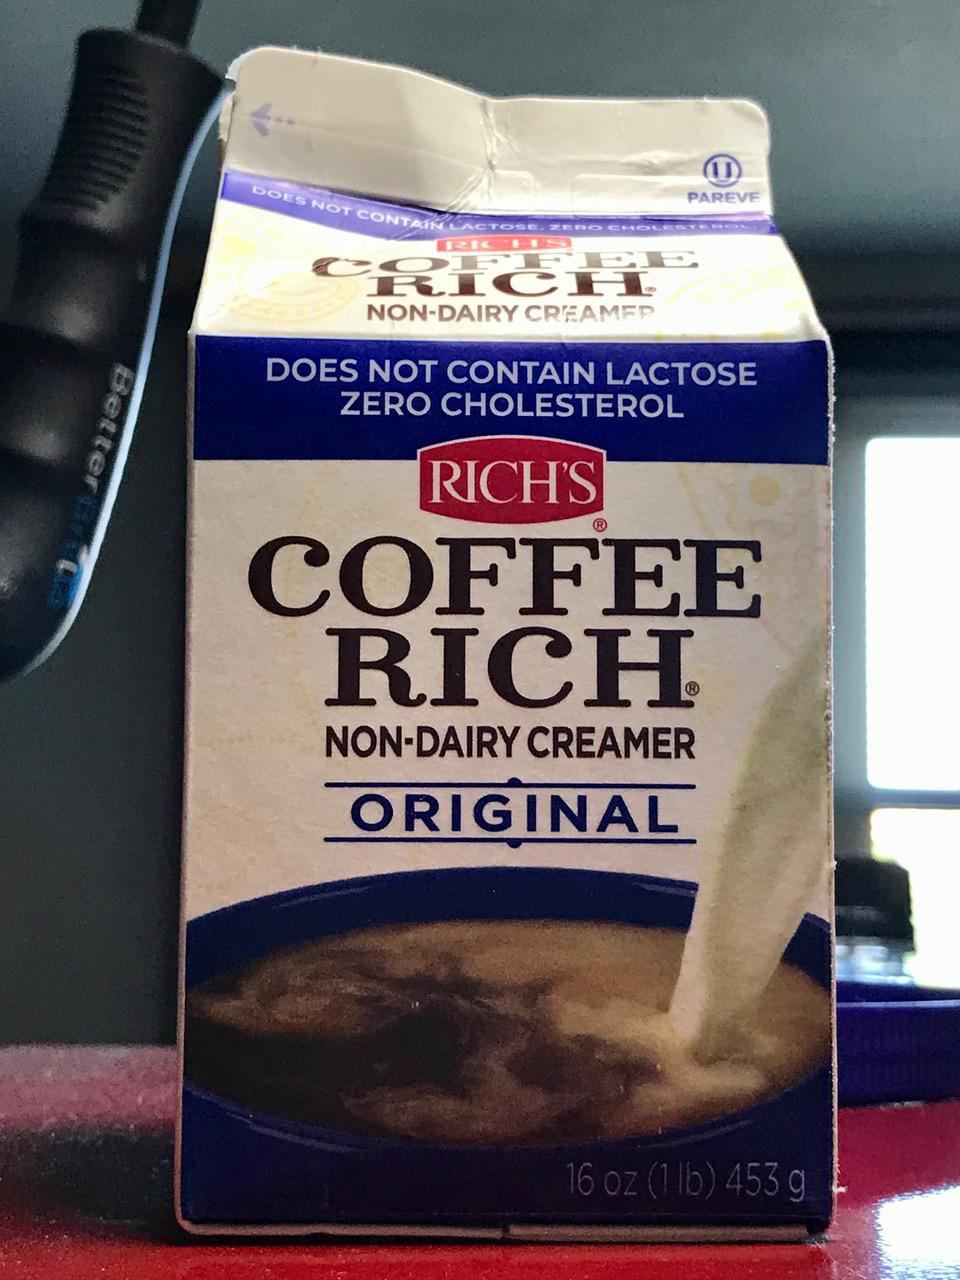 Ⓤ
PAREVE
DOES NOT CONTAIN LACTOSE, ZERO CHOLESTEROL
RICH'S
COFFEE
RICH®
NON-DAIRY CREAMER
DOES NOT CONTAIN LACTOSE
ZERO CHOLESTEROL
RICH'S®
COFFEE
RICH®
NON-DAIRY CREAMER
ORIGINAL
16 oz (1 lb) 453 g
Better